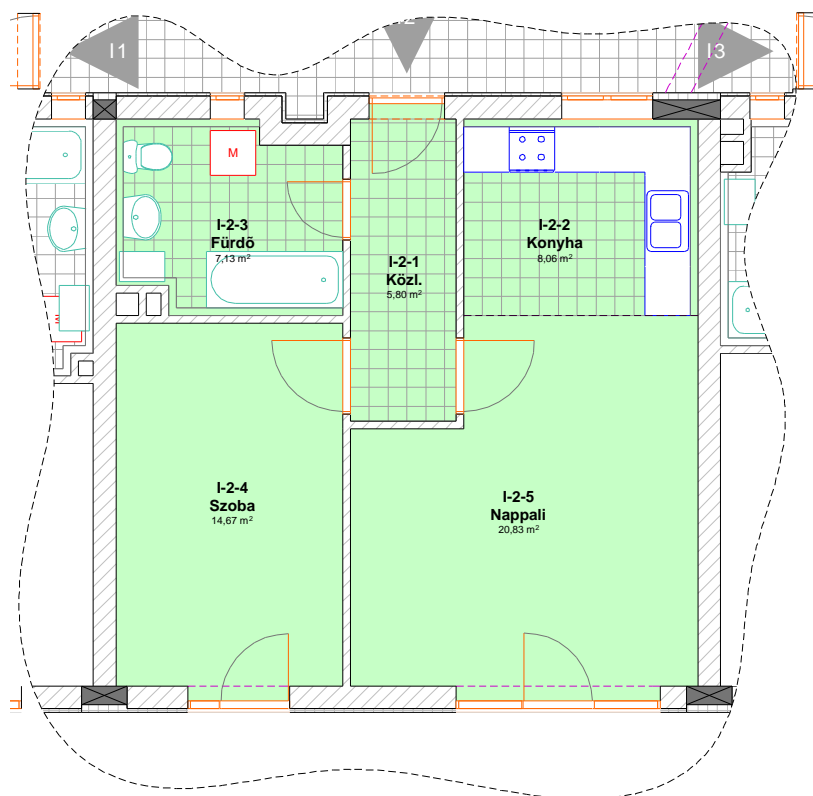 I1
I3
M
I-2-3
Fürdő
7,13 m²
I-2-2
Konyha
8,06 m²
I-2-1
Közl.
5,80 m²
M
I-2-4
Szoba
14,67 m²
I-2-5
Nappali
20,83 m²